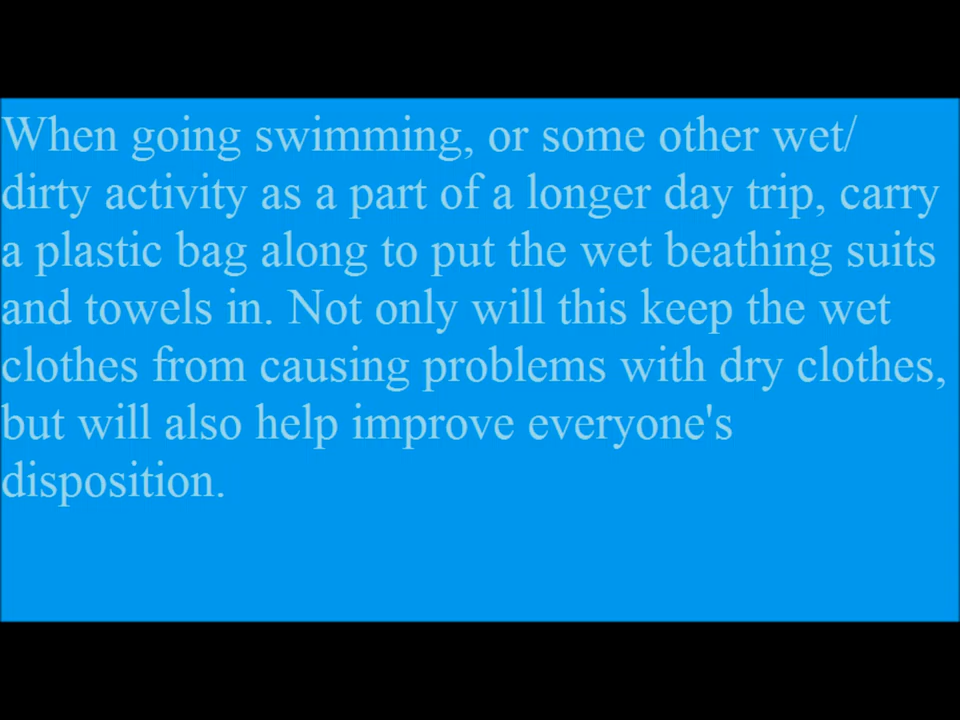 When going swimming, or some other wet/
dirty activity as a part of a longer day trip, carry
a plastic bag along to put the wet beathing suits
and towels in. Not only will this keep the wet
clothes from causing problems with dry clothes,
but will also help improve everyone's
disposition.